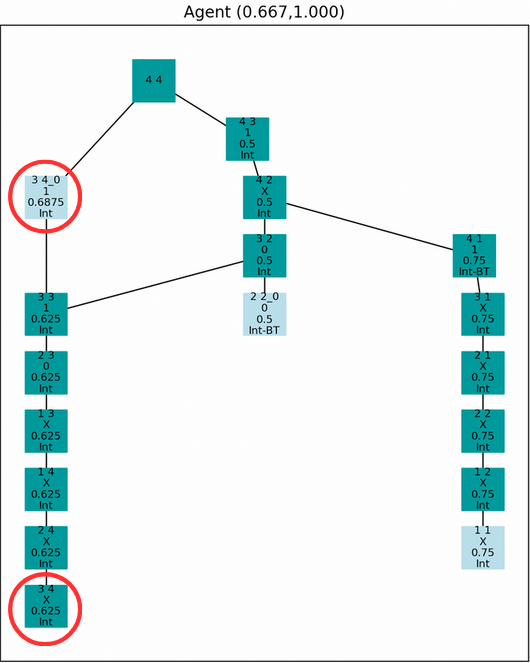 Agent (0.667,1.000)
4 4
4 3
1
0.5
Int
3 4_0
1
0.6875
Int
4 2
X
0.5
Int
3 2
0
0.5
Int
4 1
1
0.75
Int-BT
3 3
1
0.625
Int
2 2_0
0
0.5
Int-BT
3 1
X
0.75
Int
2 3
0
0.625
Int
2 1
X
0.75
Int
1 3
X
0.625
Int
2 2
X
0.75
Int
1 4
X
0.625
Int
1 2
X
0.75
Int
2 4
X
0.625
Int
1 1
X
0.75
Int
3 4
X
0.625
Int